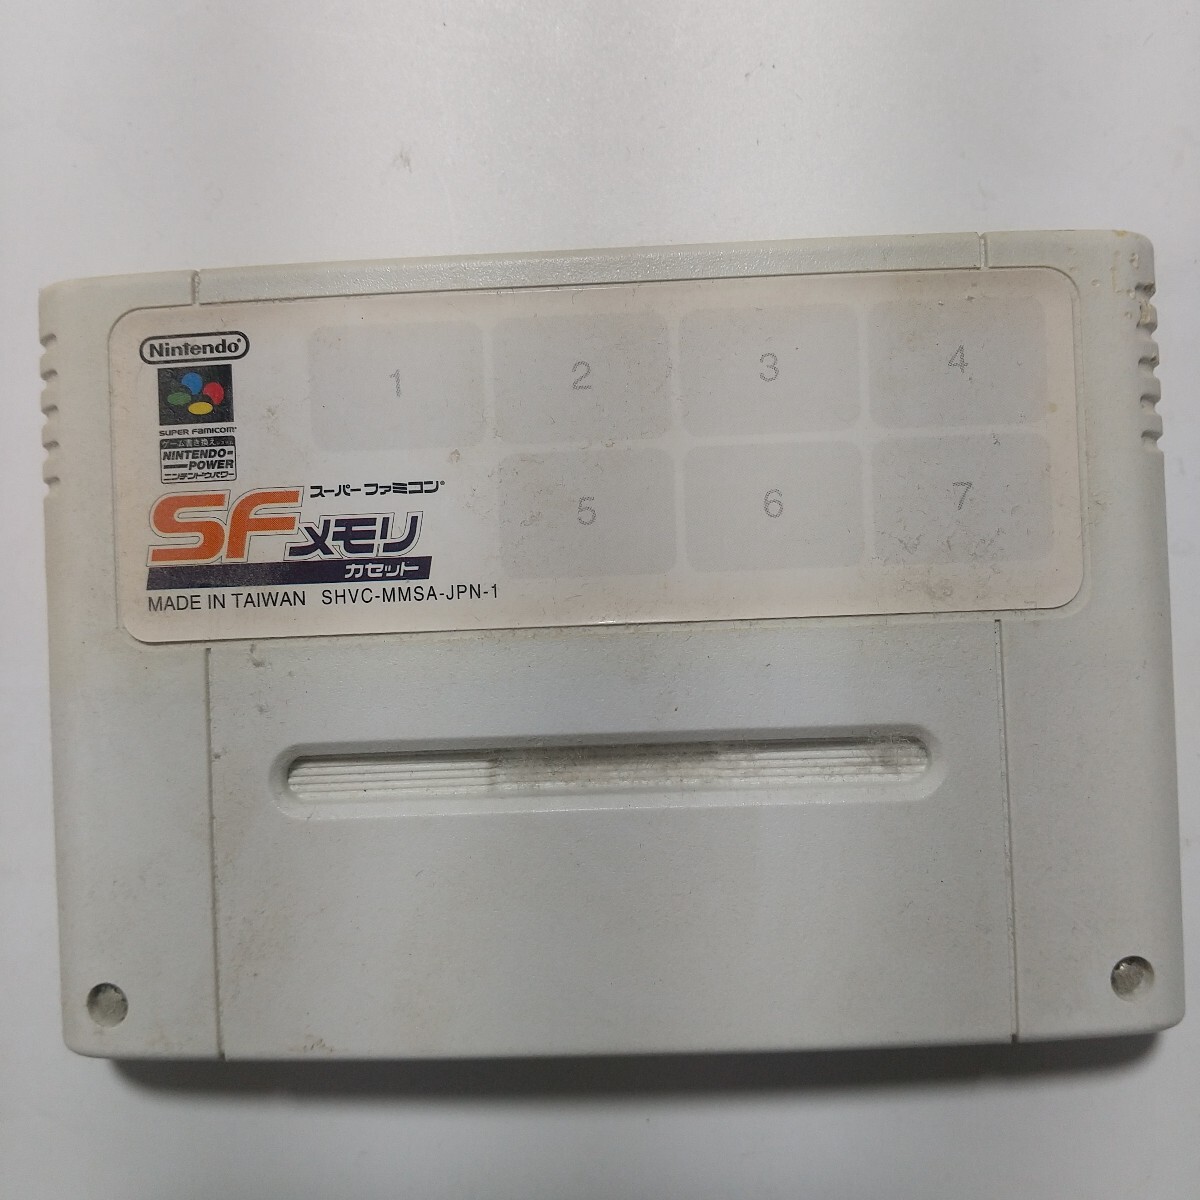 Nintendo®
SUPER FAMICOM®
ゲーム書き換え
NINTENDO
POWER
ニンテンドウパワー
スーパーファミコン®
SFメモリ
カセット
MADE IN TAIWAN SHVC-MMSA-JPN-1
1
2
3
4
5
6
7